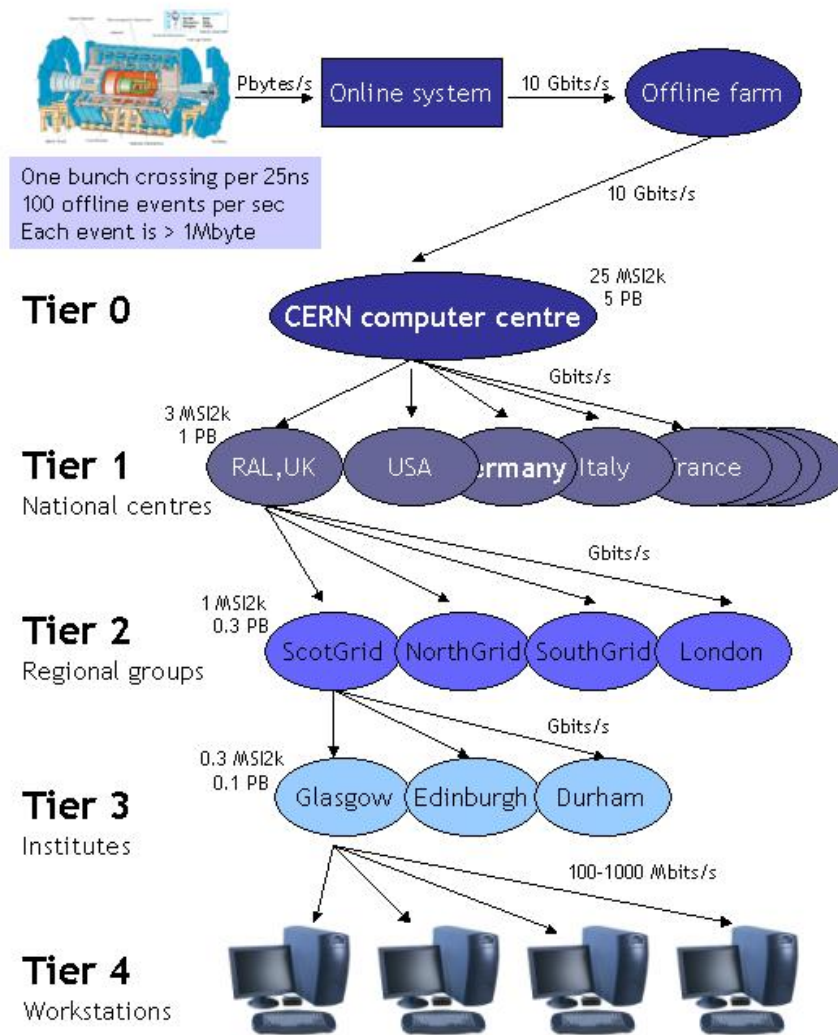 Pbytes/s
Online system
10 Gbits/s
Offline farm
One bunch crossing per 25ns
100 offline events per sec
Each event is > 1Mbyte
10 Gbits/s
Tier 0
CERN computer centre
25 MSI2k
5 PB
Gbits/s
3 MSI2k
1 PB
Tier 1
National centres
RAL,UK
USA
ermany
Italy
France
Gbits/s
1 MSI2k
0.3 PB
Tier 2
Regional groups
ScotGrid
NorthGrid
SouthGrid
London
Gbits/s
0.3 MSI2k
0.1 PB
Tier 3
Institutes
Glasgow
Edinburgh
Durham
100-1000 Mbits/s
Tier 4
Workstations